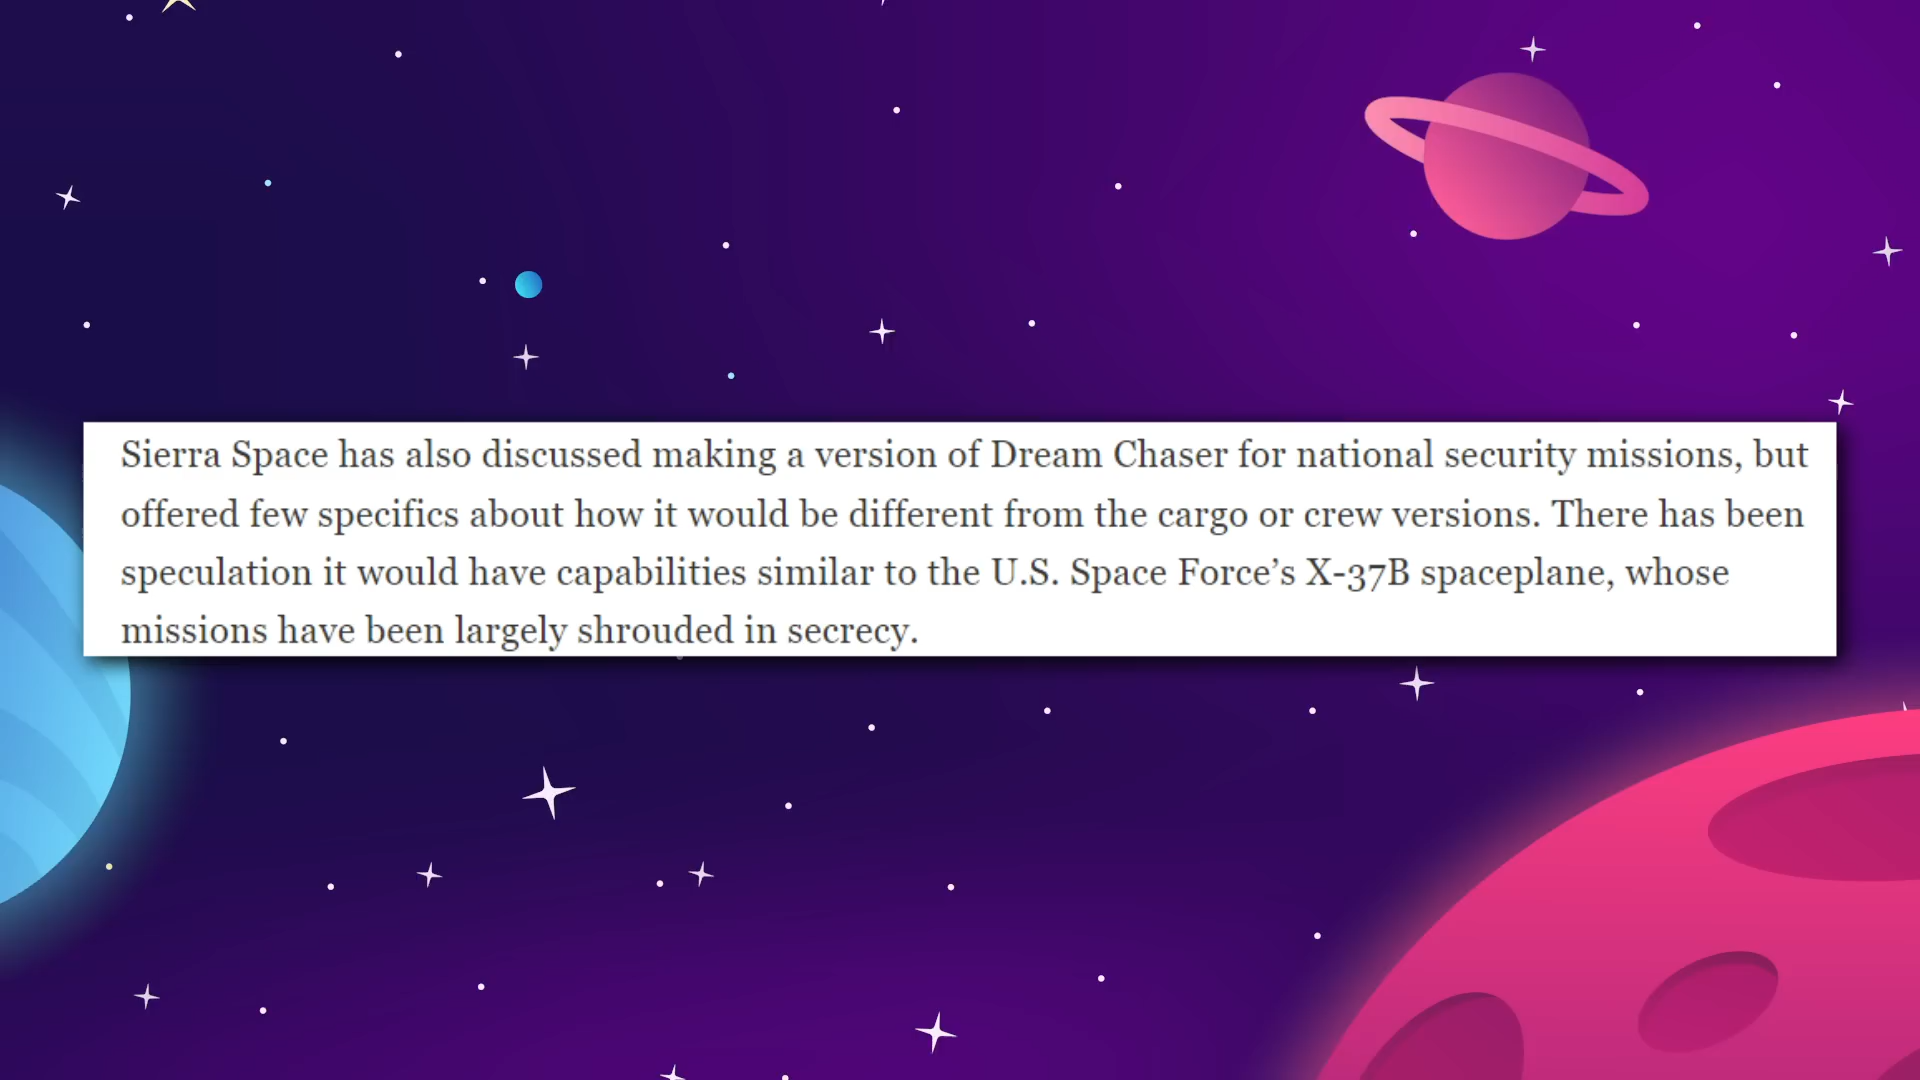 Sierra Space has also discussed making a version of Dream Chaser for national security missions, but
offered few specifics about how it would be different from the cargo or crew versions. There has been
speculation it would have capabilities similar to the U.S. Space Force’s X-37B spaceplane, whose
missions have been largely shrouded in secrecy.